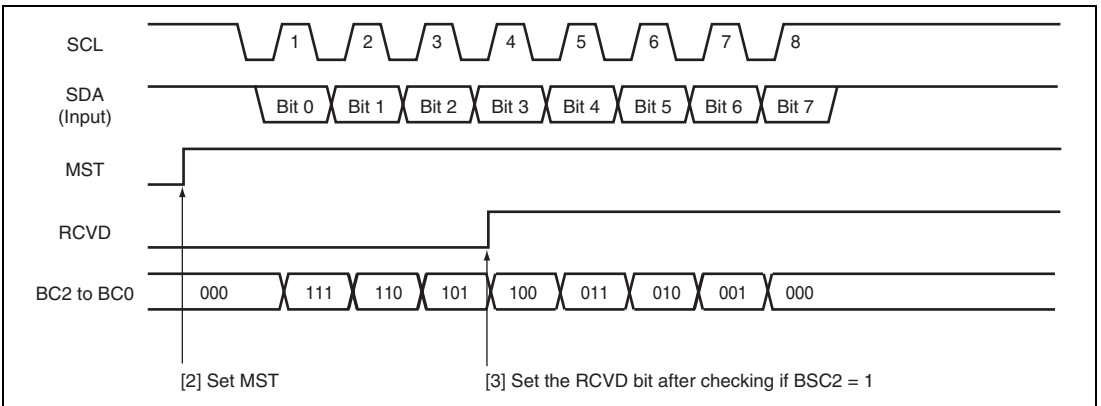 SCL 1 2 3 4 5 6 7 8
SDA
(Input)
Bit 0 Bit 1 Bit 2 Bit 3 Bit 4 Bit 5 Bit 6 Bit 7
MST
RCVD
BC2 to BC0 000 111 110 101 100 011 010 001 000
[2] Set MST [3] Set the RCVD bit after checking if BSC2 = 1